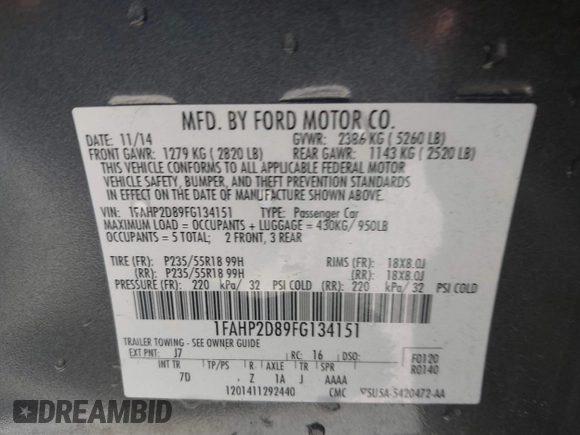 MFD. BY FORD MOTOR CO.
DATE: 11/14 GVWR: 2386 KG ( 5260 LB)
FRONT GAWR: 1279 KG ( 2820 LB) REAR GAWR: 1143 KG ( 2520 LB)
THIS VEHICLE CONFORMS TO ALL APPLICABLE FEDERAL MOTOR
VEHICLE SAFETY, BUMPER, AND THEFT PREVENTION STANDARDS
IN EFFECT ON THE DATE OF MANUFACTURE SHOWN ABOVE.
VIN: 1FAHP2D89FG134151 TYPE: Passenger Car
MAXIMUM LOAD = OCCUPANTS + LUGGAGE = 430KG/ 950LB
OCCUPANTS = 5 TOTAL; 2 FRONT, 3 REAR
TIRE (FR): P235/55R18 99H RIMS (FR): 18X8.0J
(RR): P235/55R18 99H (RR): 18X8.0J
PRESSURE (FR): 220 kPa/ 32 PSI COLD (RR): 220 kPa/ 32 PSI COLD
1FAHP2D89FG134151
TRAILER TOWING - SEE OWNER GUIDE
EXT PNT: J7 RC: 16 DSO: F0120
INT TR TP/PS R AXLE TR SPR R0140
7D . Z 1A J AAAA
1201411292440 CMC SUSA-5420472-AA
CARFAST EBIDMO